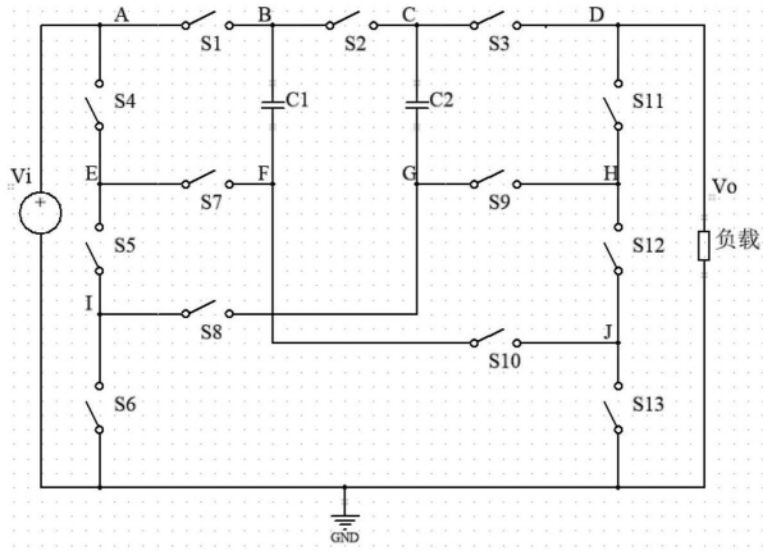 A B C D
S1 S2 S3
S4 C1 C2 S11
Vi E F G H Vo
S7 S9
S5 S12 负载
I S8 J
S10
S6 S13
GND